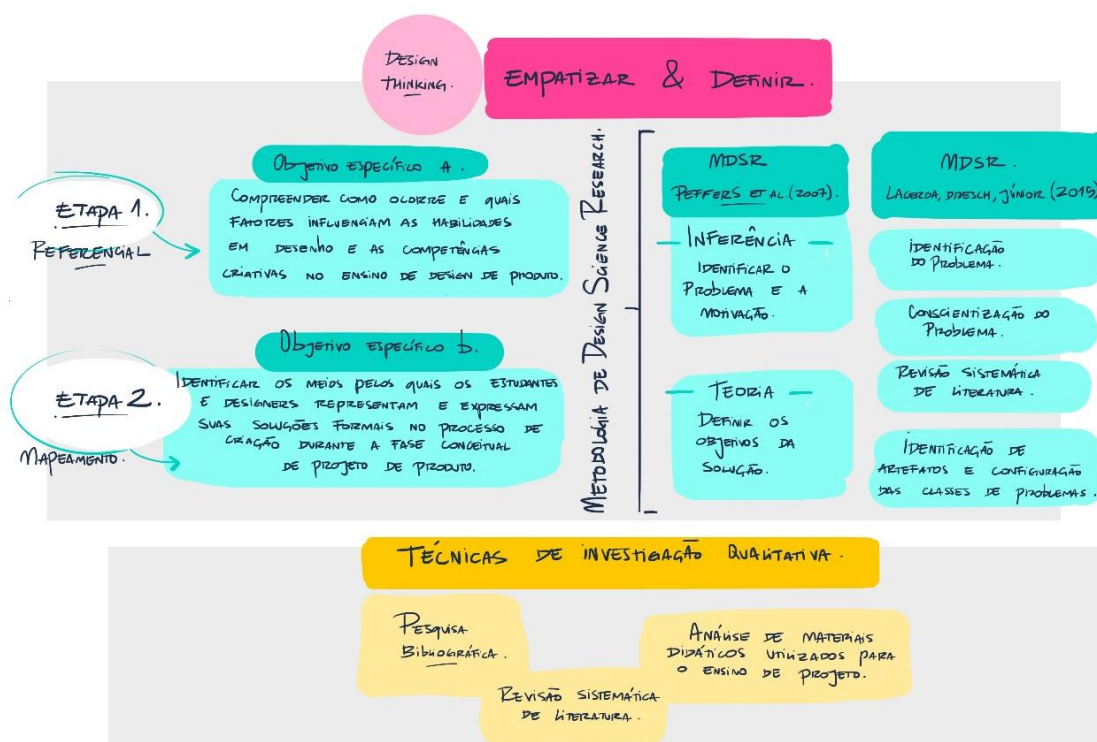 DESIGN
THINKING.
EMPATIZAR & DEFINIR.
ETAPA 1.
REFERENCIAL
OBJETIVO ESPECÍFICO A.
COMPREENDER COMO OCORRE E QUAIS
FATORES INFLUENCIAM AS HABILIDADES
EM DESENHO E AS COMPETÊNCIAS
CRIATIVAS NO ENSINO DE DESIGN DE PRODUTO.
ETAPA 2.
MAPEAMENTO.
OBJETIVO ESPECÍFICO b.
IDENTIFICAR OS MEIOS PELOS QUAIS OS ESTUDANTES
E DESIGNERS REPRESENTAM E EXPRESSAM
SUAS SOLUÇÕES FORMAIS NO PROCESSO DE
CRIAÇÃO DURANTE A FASE CONCEITUAL
DE PROJETO DE PRODUTO.
METODOLOGIA DE DESIGN SCIENCE RESEARCH.
MDSR
PEFFERS ET AL. (2007).
INFERÊNCIA
IDENTIFICAR O
PROBLEMA E A
MOTIVAÇÃO.
TEORIA
DEFINIR OS
OBJETIVOS DA
SOLUÇÃO.
MDSR.
LACERDA, DRESCH, JÚNIOR (2015)
IDENTIFICAÇÃO
DO PROBLEMA.
CONSCIENTIZAÇÃO DO
PROBLEMA.
REVISÃO SISTEMÁTICA
DE LITERATURA.
IDENTIFICAÇÃO DE
ARTEFATOS E CONFIGURAÇÃO
DAS CLASSES DE PROBLEMAS.
TÉCNICAS DE INVESTIGAÇÃO QUALITATIVA.
PESQUISA
BIBLIOGRÁFICA.
REVISÃO SISTEMÁTICA
DE LITERATURA.
ANÁLISE DE MATERIAIS
DIDÁTICOS UTILIZADOS PARA
O ENSINO DE PROJETO.